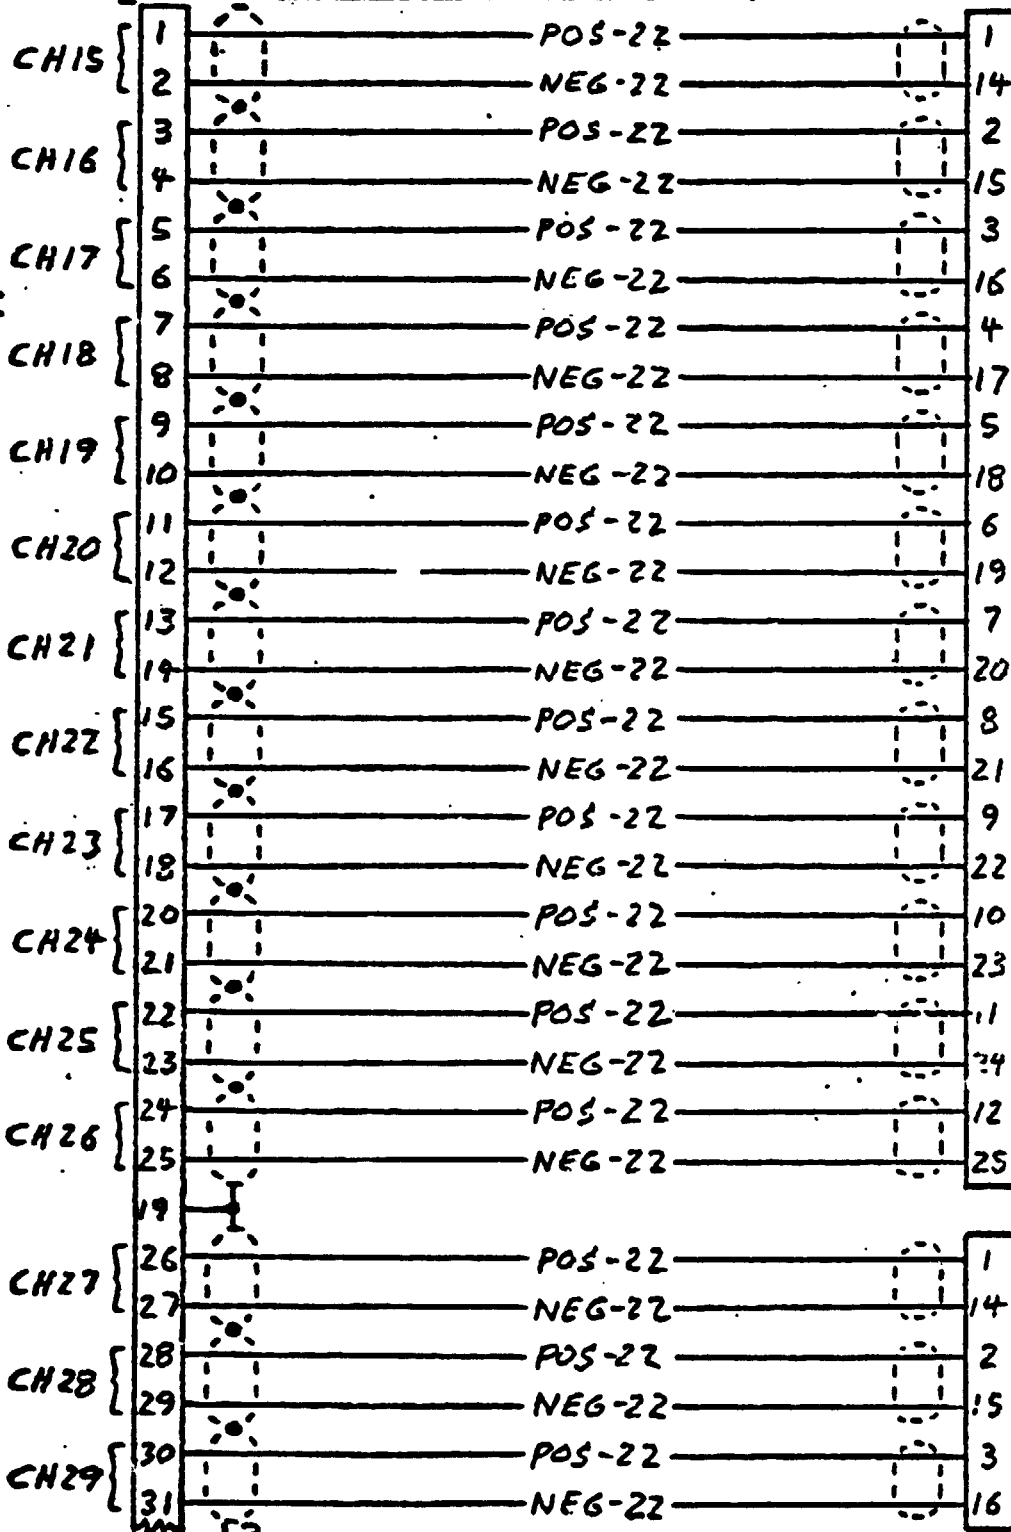 1 POS-22 1
CH15
2 NEG-22 14
3 POS-22 2
CH16
4 NEG-22 15
5 POS-22 3
CH17
6 NEG-22 16
7 POS-22 4
CH18
8 NEG-22 17
9 POS-22 5
CH19
10 NEG-22 18
11 POS-22 6
CH20
12 NEG-22 19
13 POS-22 7
CH21
14 NEG-22 20
15 POS-22 8
CH22
16 NEG-22 21
17 POS-22 9
CH23
18 NEG-22 22
20 POS-22 10
CH24
21 NEG-22 23
22 POS-22
CH25
23 NEG-22
24 POS-22 12
CH26
25 NEG-22 25
19
26 POS-22 1
CH27
27 NEG-22 14
28 POS-22 2
CH28
29 NEG-22 15
30 POS-22 3
CH29
31 NEG-22 16